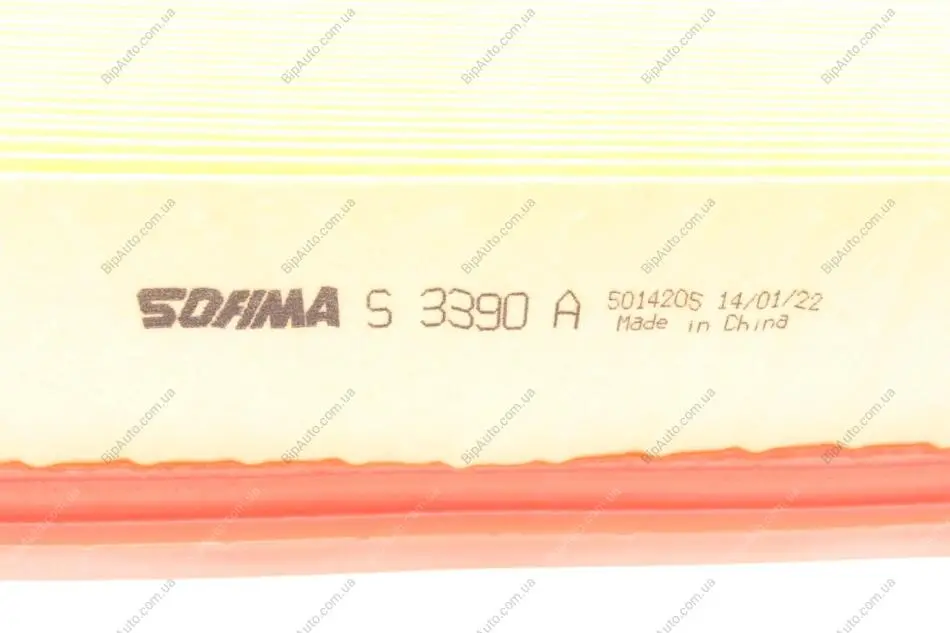 SOFIMA S 3390 A 5014205 14/01/22
Made in China
BipAuto.com.ua